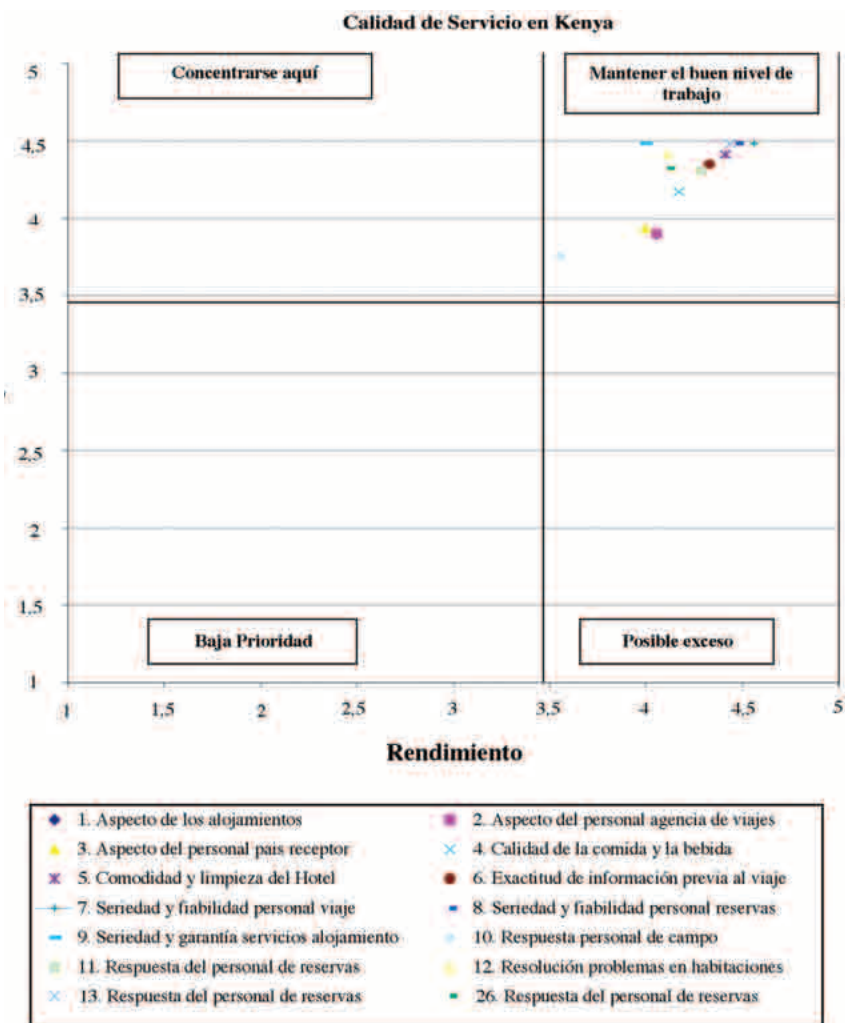 Calidad de Servicio en Kenya
Concentrarse aquí
Mantener el buen nivel de
trabajo
5
4,5
4
3,5
3
2,5
2
1,5
1
Baja Prioridad
Posible exceso
1 1,5 2 2,5 3 3,5 4 4,5 5
Rendimiento
1. Aspecto de los alojamientos
2. Aspecto del personal agencia de viajes
3. Aspecto del personal pais receptor
4. Calidad de la comida y la bebida
5. Comodidad y limpieza del Hotel
6. Exactitud de información previa al viaje
7. Seriedad y fiabilidad personal viaje
8. Seriedad y fiabilidad personal reservas
9. Seriedad y garantía servicios alojamiento
10. Respuesta personal de campo
11. Respuesta del personal de reservas
12. Resolución problemas en habitaciones
13. Respuesta del personal de reservas
26. Respuesta del personal de reservas